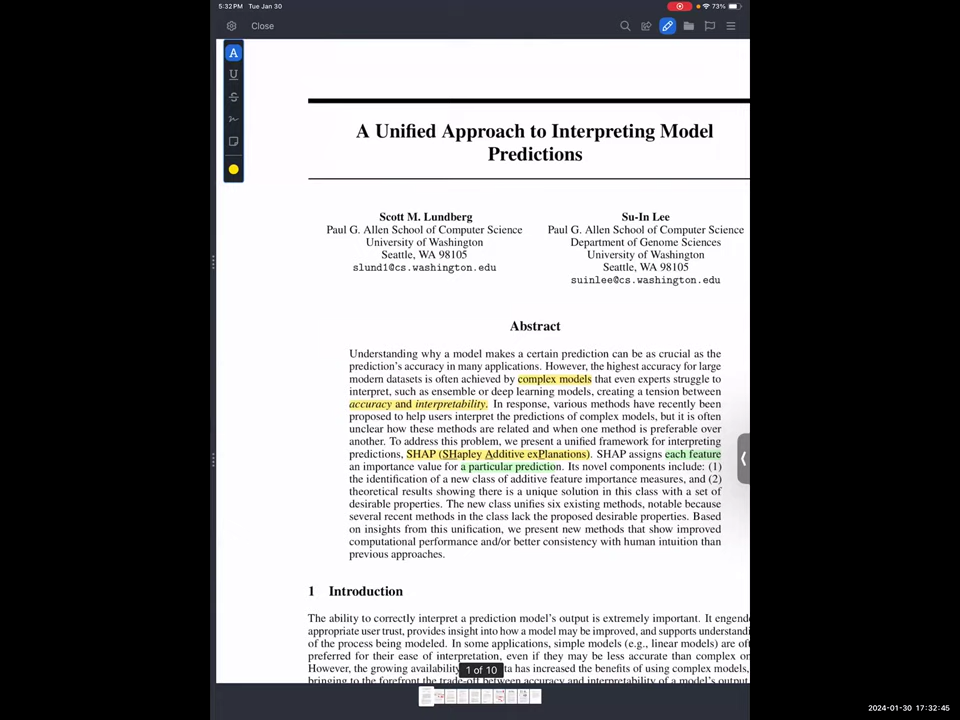 5:32 PM Tue Jan 30
73%
Close
A
U
S
A Unified Approach to Interpreting Model
Predictions
Scott M. Lundberg
Paul G. Allen School of Computer Science
University of Washington
Seattle, WA 98105
slund1@cs.washington.edu
Su-In Lee
Paul G. Allen School of Computer Science
Department of Genome Sciences
University of Washington
Seattle, WA 98105
suinlee@cs.washington.edu
Abstract
Understanding why a model makes a certain prediction can be as crucial as the
prediction's accuracy in many applications. However, the highest accuracy for large
modern datasets is often achieved by complex models that even experts struggle to
interpret, such as ensemble or deep learning models, creating a tension between
accuracy and interpretability. In response, various methods have recently been
proposed to help users interpret the predictions of complex models, but it is often
unclear how these methods are related and when one method is preferable over
another. To address this problem, we present a unified framework for interpreting
predictions, SHAP (SHapley Additive exPlanations). SHAP assigns each feature
an importance value for a particular prediction. Its novel components include: (1)
the identification of a new class of additive feature importance measures, and (2)
theoretical results showing there is a unique solution in this class with a set of
desirable properties. The new class unifies six existing methods, notable because
several recent methods in the class lack the proposed desirable properties. Based
on insights from this unification, we present new methods that show improved
computational performance and/or better consistency with human intuition than
previous approaches.
1 Introduction
The ability to correctly interpret a prediction model's output is extremely important. It engende
appropriate user trust, provides insight into how a model may be improved, and supports understandi
of the process being modeled. In some applications, simple models (e.g., linear models) are oft
preferred for their ease of interpretation, even if they may be less accurate than complex on
However, the growing availability ta has increased the benefits of using complex models,
bringing to the forefront the trade-off between accuracy and interpretability of a model's output
1 of 10
2024-01-30 17:32:45